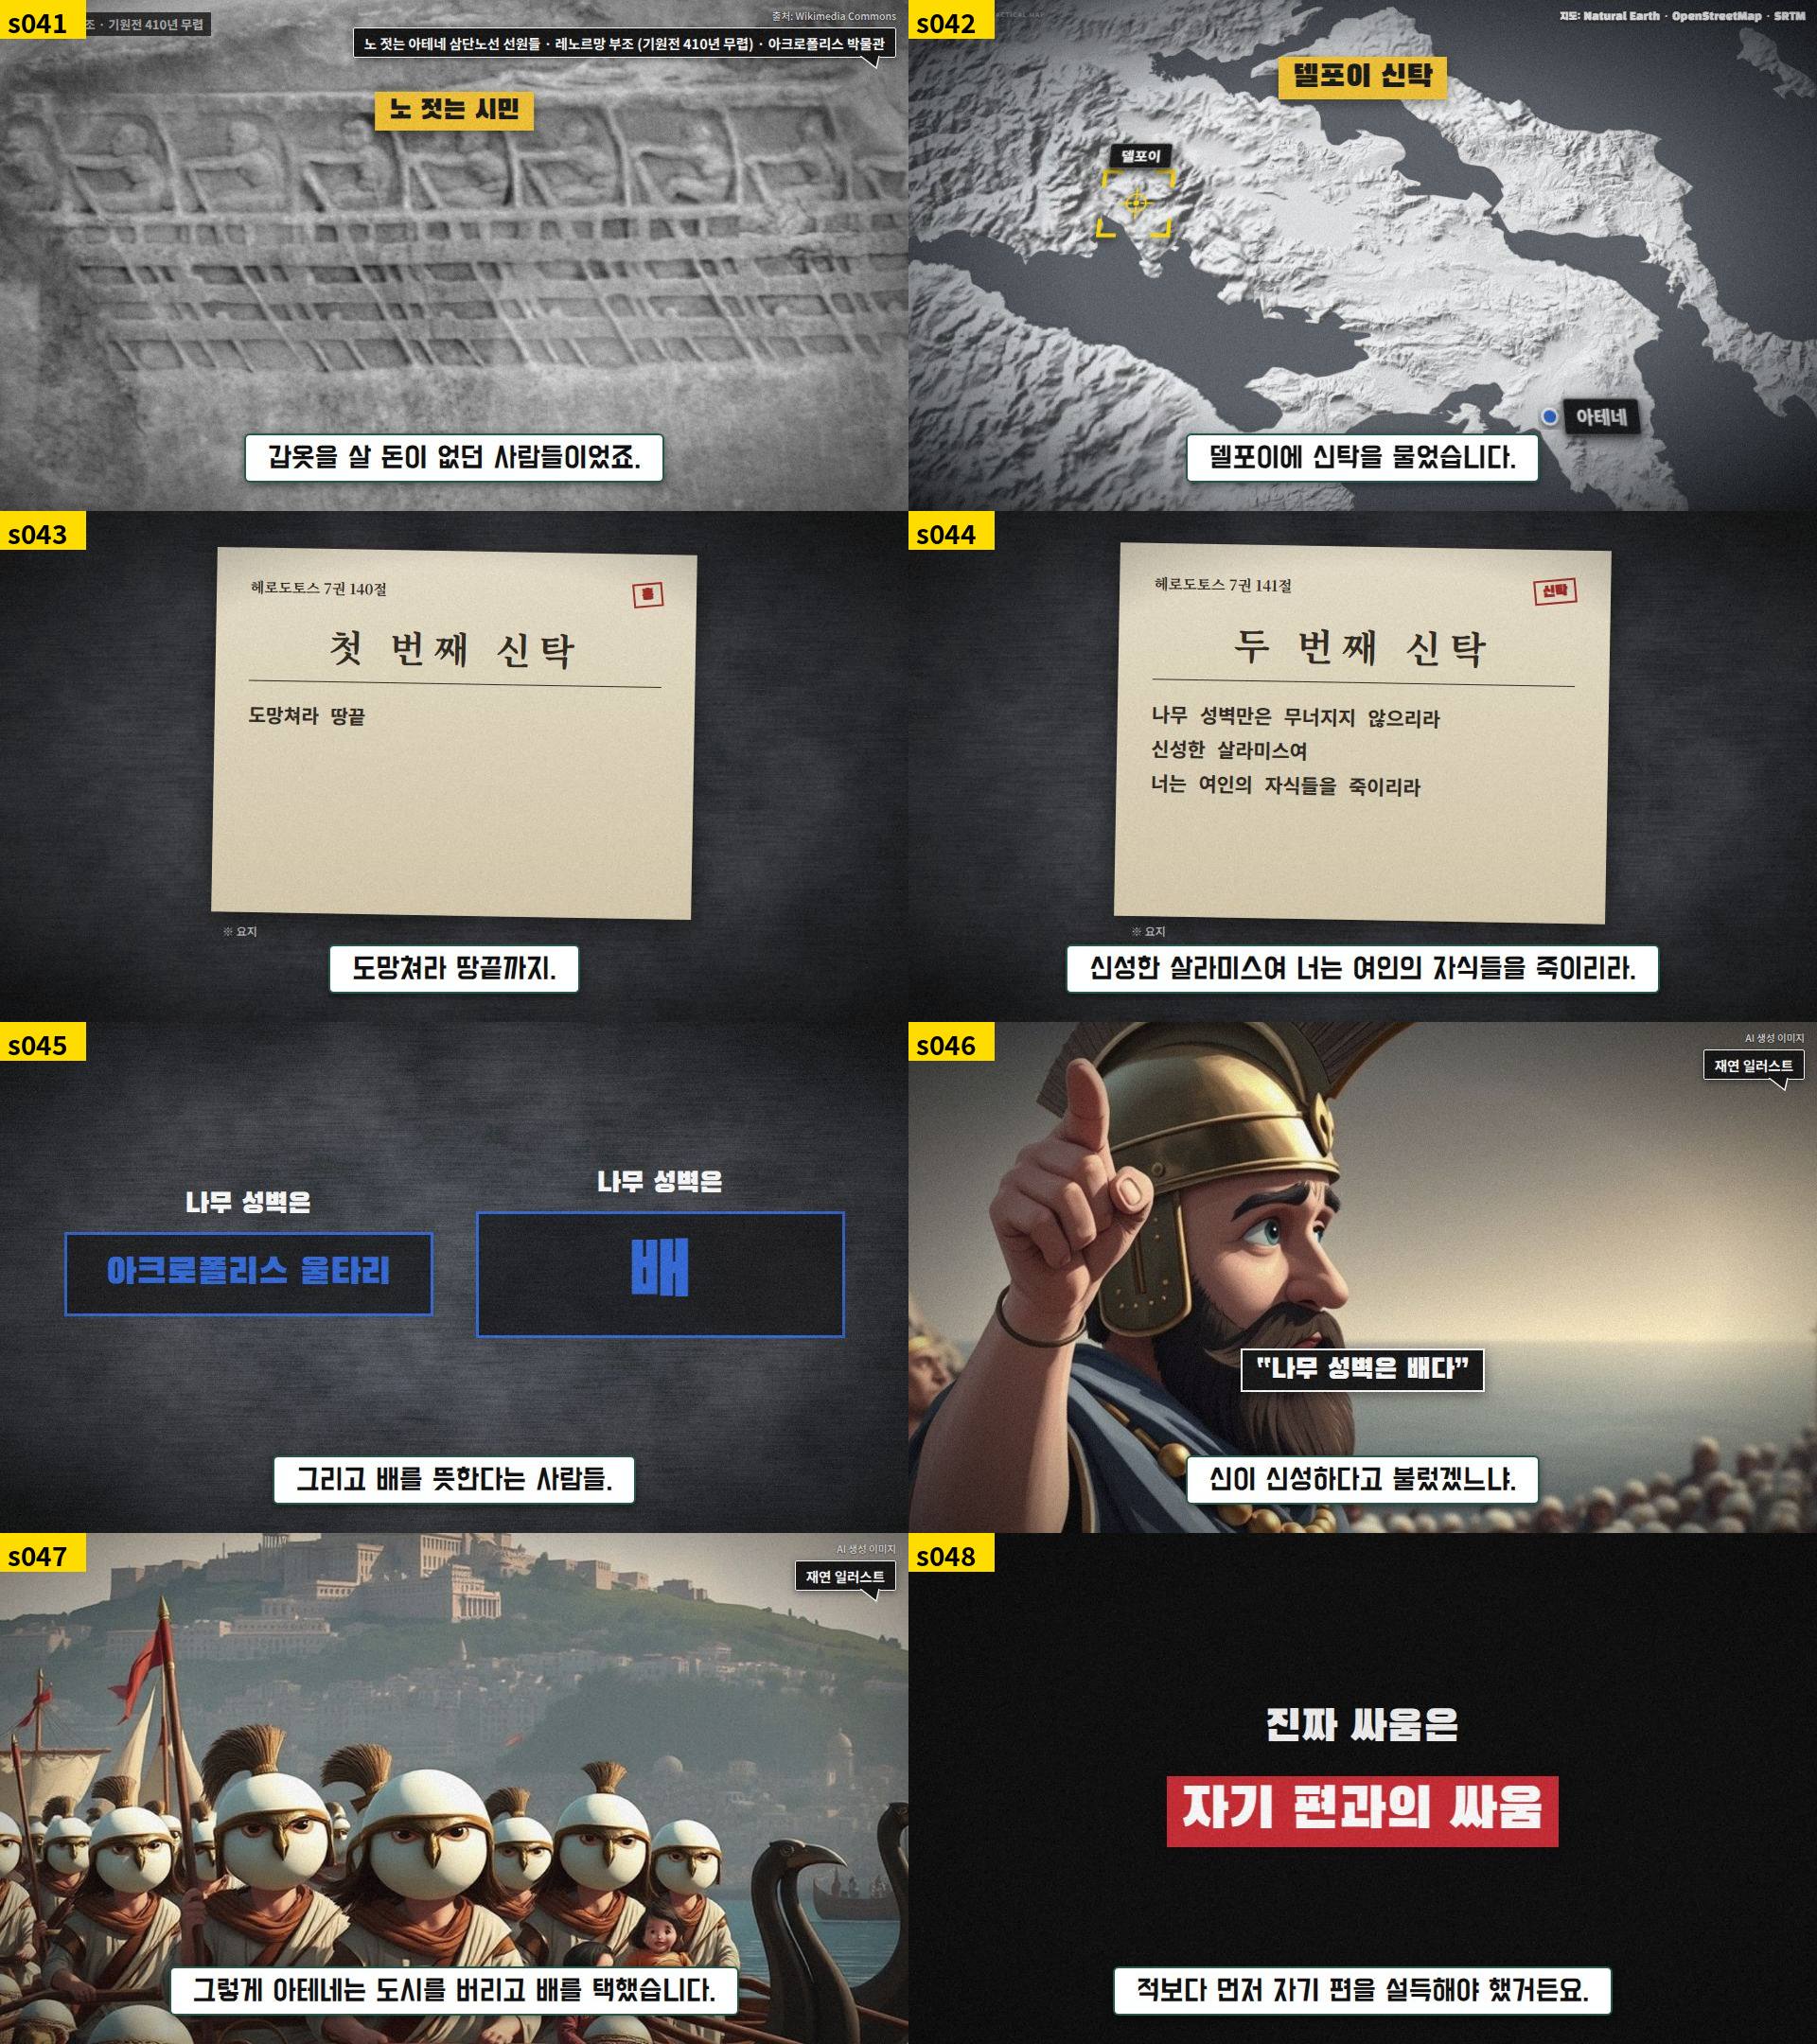 s041
조 · 기원전 410년 무렵
출처: Wikimedia Commons
노 젓는 아테네 삼단노선 선원들 · 레노르망 부조 (기원전 410년 무렵) · 아크로폴리스 박물관
노 젓는 시민
갑옷을 살 돈이 없던 사람들이었죠.
s042
지도: Natural Earth · OpenStreetMap · SRTM
델포이 신탁
델포이
아테네
델포이에 신탁을 물었습니다.
s043
헤로도토스 7권 140절
흉
첫 번째 신탁
도망쳐라 땅끝
※ 요지
도망쳐라 땅끝까지.
s044
헤로도토스 7권 141절
신탁
두 번째 신탁
나무 성벽만은 무너지지 않으리라
신성한 살라미스여
너는 여인의 자식들을 죽이리라
※ 요지
신성한 살라미스여 너는 여인의 자식들을 죽이리라.
s045
나무 성벽은
아크로폴리스 울타리
나무 성벽은
배
그리고 배를 뜻한다는 사람들.
s046
AI 생성 이미지
재연 일러스트
"나무 성벽은 배다"
신이 신성하다고 불렀겠느냐.
s047
AI 생성 이미지
재연 일러스트
그렇게 아테네는 도시를 버리고 배를 택했습니다.
s048
진짜 싸움은
자기 편과의 싸움
적보다 먼저 자기 편을 설득해야 했거든요.